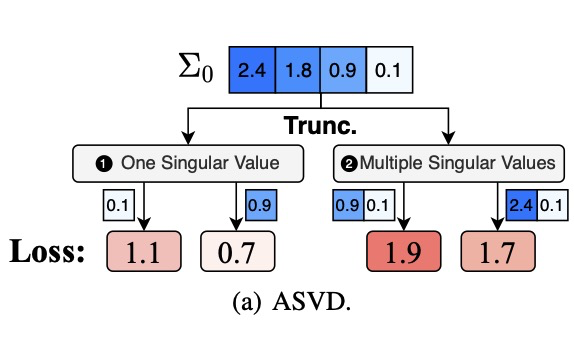 Σ0 2.4 1.8 0.9 0.1
Trunc.
❶ One Singular Value
❷Multiple Singular Values
0.1 0.9 0.9 0.1 2.4 0.1
Loss: 1.1 0.7 1.9 1.7
(a) ASVD.